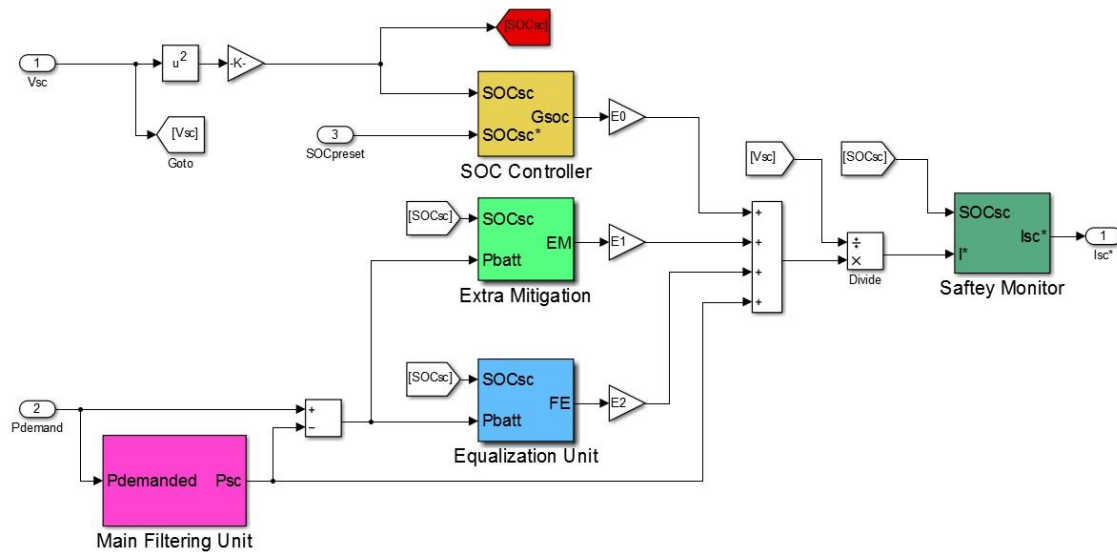 [SOCsc]
1
Vsc
u²
-K-
[Vsc]
Goto
3
SOCpreset
SOCsc
SOCsc*
Gsoc
SOC Controller
E0
[SOCsc]
SOCsc
Pbatt
EM
Extra Mitigation
E1
[SOCsc]
SOCsc
Pbatt
FE
Equalization Unit
E2
2
Pdemand
+
−
Pdemanded
Psc
Main Filtering Unit
+
+
+
+
[Vsc]
÷
×
Divide
[SOCsc]
SOCsc
I*
Isc*
Saftey Monitor
1
Isc*